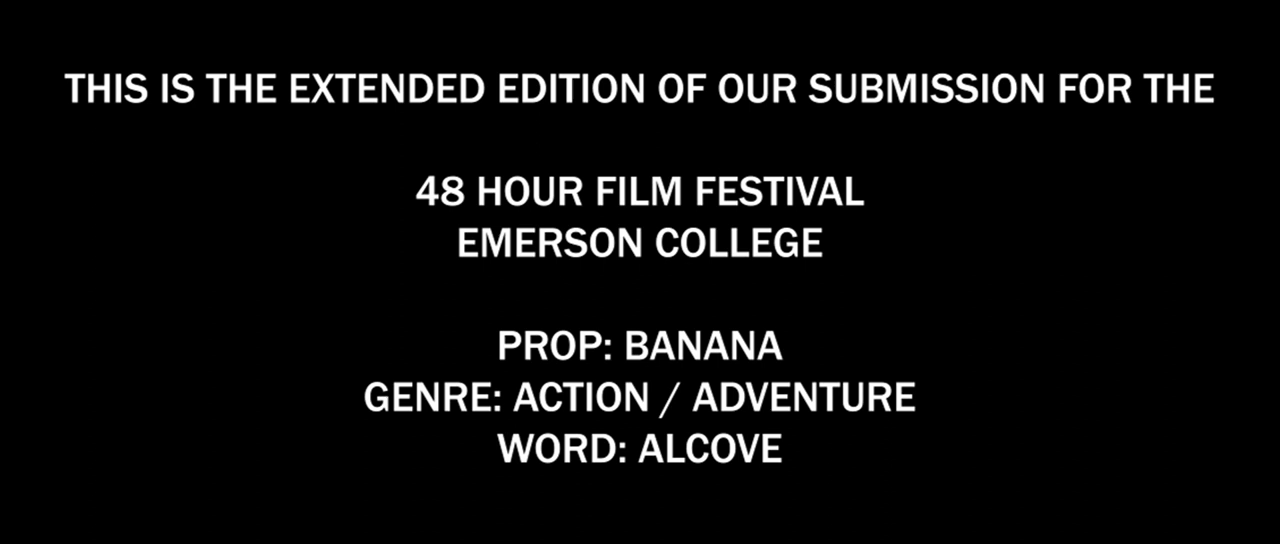 THIS IS THE EXTENDED EDITION OF OUR SUBMISSION FOR THE
48 HOUR FILM FESTIVAL
EMERSON COLLEGE
PROP: BANANA
GENRE: ACTION / ADVENTURE
WORD: ALCOVE